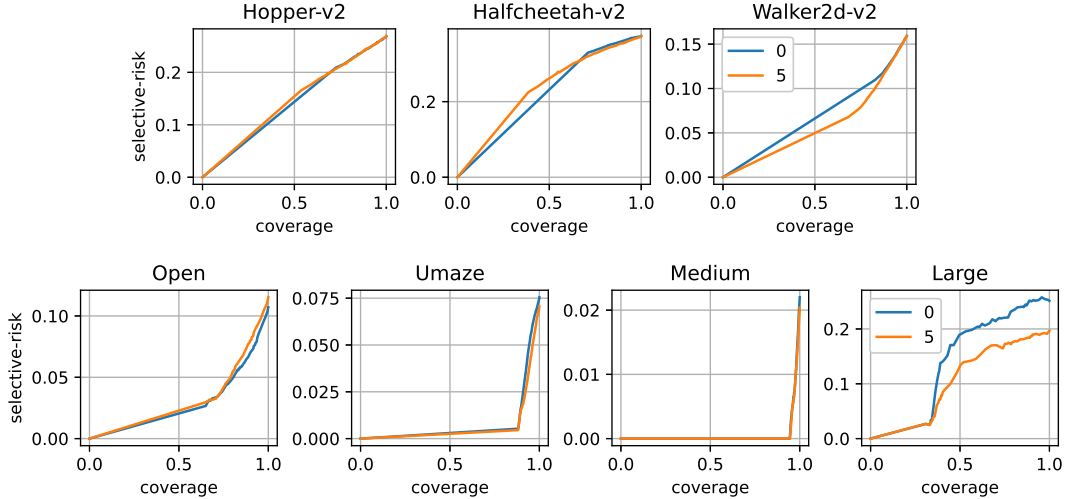 Hopper-v2 Halfcheetah-v2 Walker2d-v2
selective-risk
0.2
0.1
0.0
0.0 0.5 1.0
coverage
0.2
0.0
0.0 0.5 1.0
coverage
0.15
0.10
0.05
0.00
0
5
0.0 0.5 1.0
coverage
Open Umaze Medium Large
selective-risk
0.10
0.05
0.00
0.0 0.5 1.0
coverage
0.075
0.050
0.025
0.000
0.0 0.5 1.0
coverage
0.02
0.01
0.00
0.0 0.5 1.0
coverage
0.2
0.1
0.0
0
5
0.0 0.5 1.0
coverage